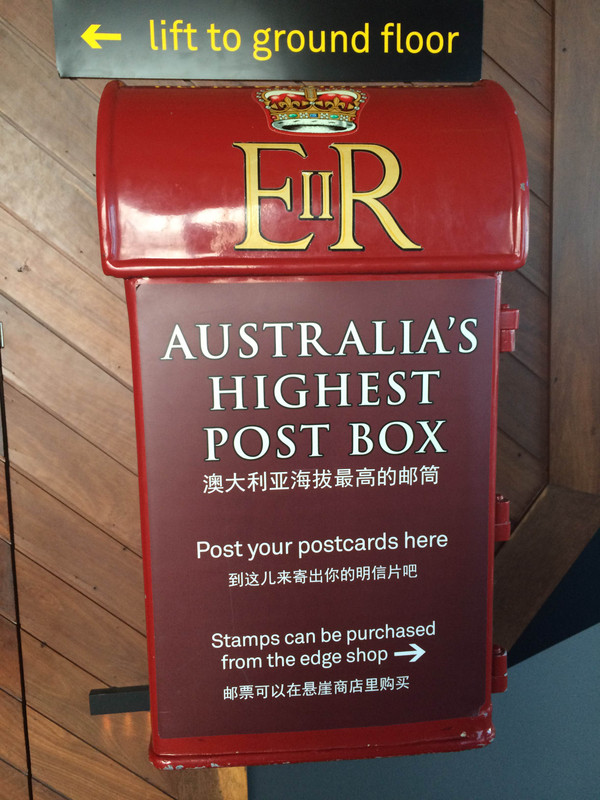 ← lift to ground floor
EIIR
AUSTRALIA'S
HIGHEST
POST BOX
澳大利亚海拔最高的邮筒
Post your postcards here
到这儿来寄出你的明信片吧
Stamps can be purchased
from the edge shop →
邮票可以在悬崖商店里购买